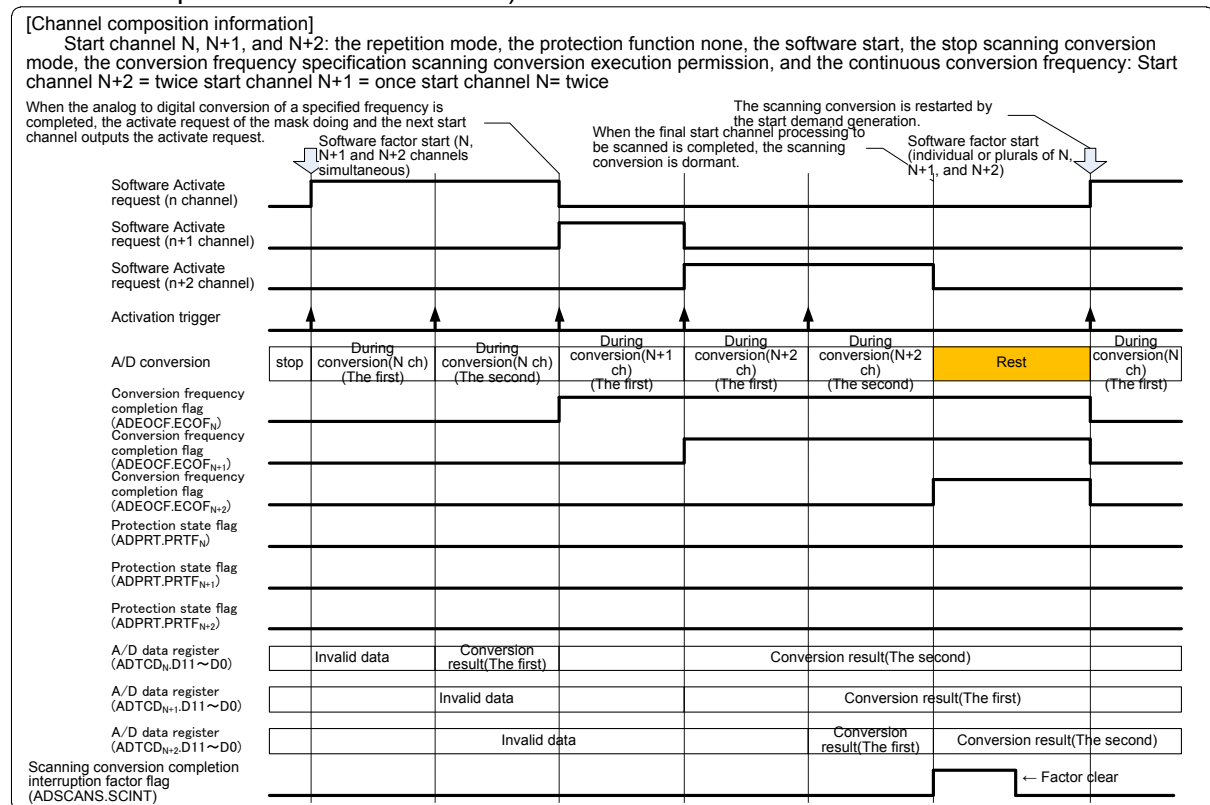 [Channel composition information]
Start channel N, N+1, and N+2: the repetition mode, the protection function none, the software start, the stop scanning conversion
mode, the conversion frequency specification scanning conversion execution permission, and the continuous conversion frequency: Start
channel N+2 = twice start channel N+1 = once start channel N= twice
When the analog to digital conversion of a specified frequency is
completed, the activate request of the mask doing and the next start
channel outputs the activate request.
Software factor start (N,
N+1 and N+2 channels
simultaneous)
When the final start channel processing to
be scanned is completed, the scanning
conversion is dormant.
The scanning conversion is restarted by
the start demand generation.
Software factor start
(individual or plurals of N,
N+1, and N+2)
Software Activate
request (n channel)
Software Activate
request (n+1 channel)
Software Activate
request (n+2 channel)
Activation trigger
A/D conversion
stop
During
conversion(N ch)
(The first)
During
conversion(N ch)
(The second)
During
conversion(N+1
ch)
(The first)
During
conversion(N+2
ch)
(The first)
During
conversion(N+2
ch)
(The second)
Rest
During
conversion(N
ch)
(The first)
Conversion frequency
completion flag
(ADEOCF.ECOFN)
Conversion frequency
completion flag
(ADEOCF.ECOFN+1)
Conversion frequency
completion flag
(ADEOCF.ECOFN+2)
Protection state flag
(ADPRT.PRTFN)
Protection state flag
(ADPRT.PRTFN+1)
Protection state flag
(ADPRT.PRTFN+2)
A/D data register
(ADTCDN.D11～D0)
Invalid data
Conversion
result(The first)
Conversion result(The second)
A/D data register
(ADTCDN+1.D11～D0)
Invalid data
Conversion result(The first)
A/D data register
(ADTCDN+2.D11～D0)
Invalid data
Conversion
result(The first)
Conversion result(The second)
Scanning conversion completion
interruption factor flag
(ADSCANS.SCINT)
← Factor clear